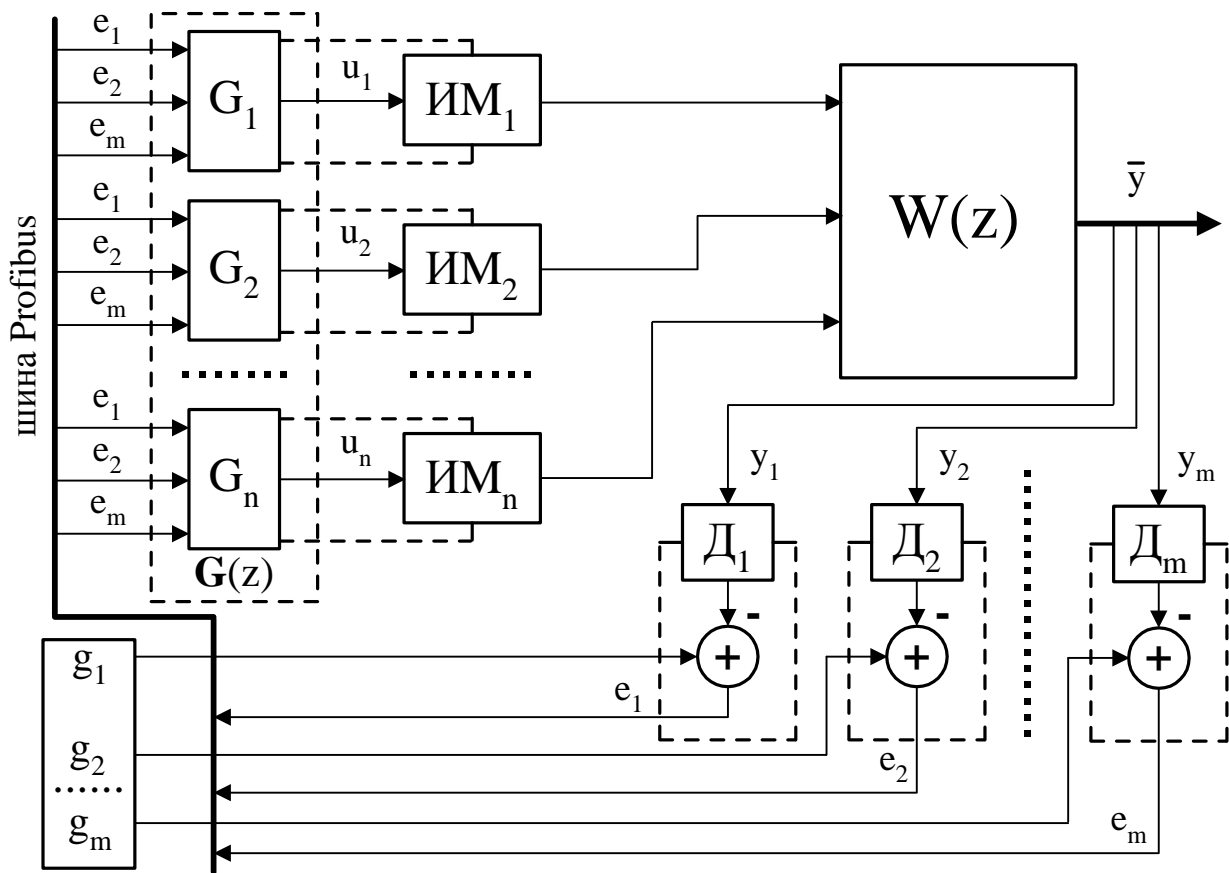 шина Profibus
e₁
e₂
eₘ
G₁
u₁
ИМ₁
e₁
e₂
eₘ
G₂
u₂
ИМ₂
e₁
e₂
eₘ
Gₙ
uₙ
ИМₙ
G(z)
W(z)
y̅
y₁
y₂
yₘ
Д₁
Д₂
Дₘ
-
-
-
+
+
+
g₁
g₂
gₘ
e₁
e₂
eₘ